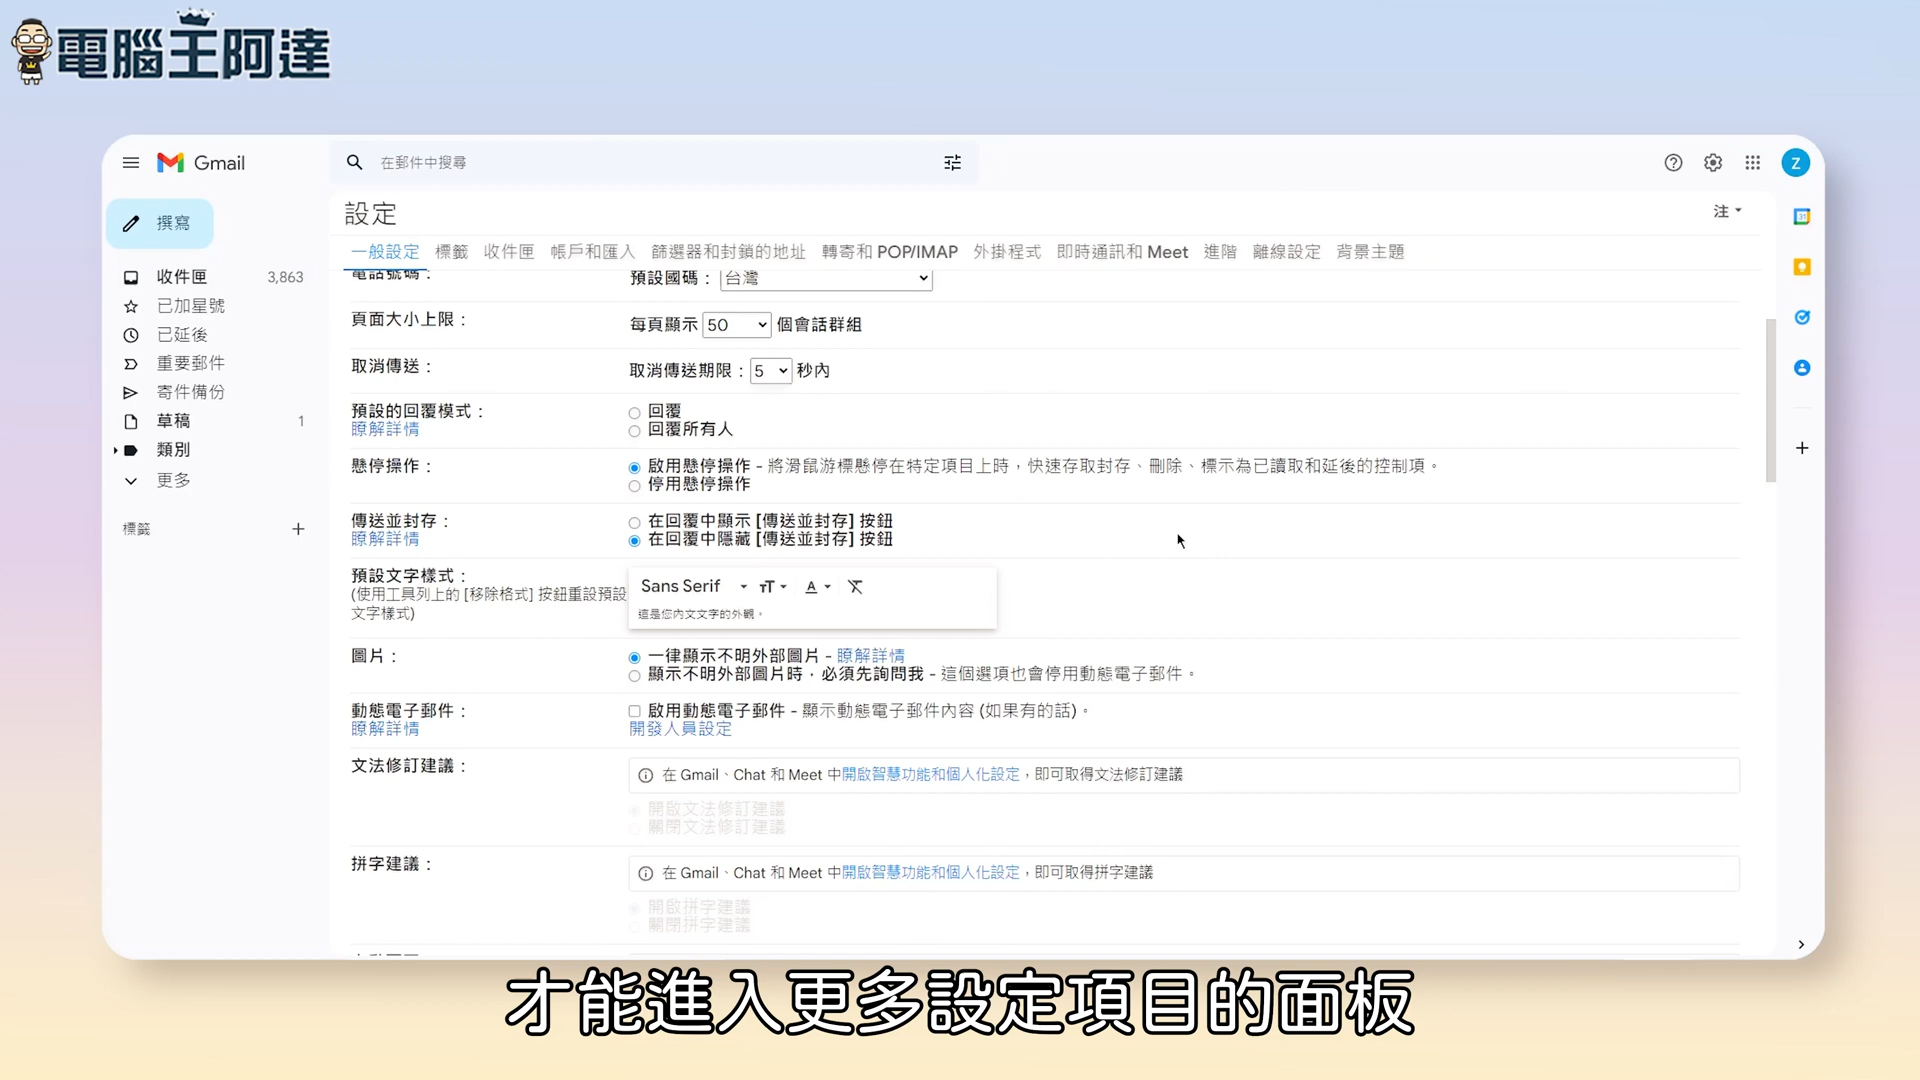 電腦王阿達
Gmail
在郵件中搜尋
Z
撰寫
收件匣 3,863
已加星號
已延後
重要郵件
寄件備份
草稿 1
類別
更多
標籤
設定
注
一般設定 標籤 收件匣 帳戶和匯入 篩選器和封鎖的地址 轉寄和 POP/IMAP 外掛程式 即時通訊和 Meet 進階 離線設定 背景主題
電話號碼: 預設國碼: 台灣
頁面大小上限: 每頁顯示 50 個會話群組
取消傳送: 取消傳送期限: 5 秒內
預設的回覆模式:
瞭解詳情
回覆
回覆所有人
懸停操作:
啟用懸停操作 - 將滑鼠游標懸停在特定項目上時,快速存取封存、刪除、標示為已讀取和延後的控制項。
停用懸停操作
傳送並封存:
瞭解詳情
在回覆中顯示 [傳送並封存] 按鈕
在回覆中隱藏 [傳送並封存] 按鈕
預設文字樣式:
(使用工具列上的 [移除格式] 按鈕重設預設
文字樣式)
Sans Serif
這是您內文文字的外觀。
圖片:
一律顯示不明外部圖片 - 瞭解詳情
顯示不明外部圖片時,必須先詢問我 - 這個選項也會停用動態電子郵件。
動態電子郵件:
瞭解詳情
啟用動態電子郵件 - 顯示動態電子郵件內容 (如果有的話)。
開發人員設定
文法修訂建議:
在 Gmail、Chat 和 Meet 中開啟智慧功能和個人化設定,即可取得文法修訂建議
開啟文法修訂建議
關閉文法修訂建議
拼字建議:
在 Gmail、Chat 和 Meet 中開啟智慧功能和個人化設定,即可取得拼字建議
開啟拼字建議
關閉拼字建議
才能進入更多設定項目的面板